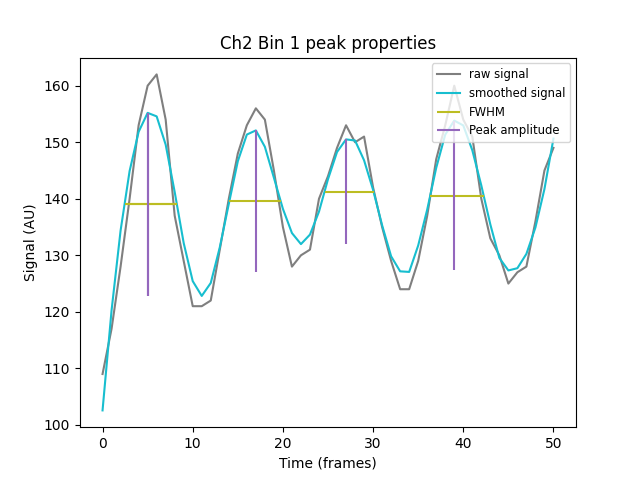 Ch2 Bin 1 peak properties
raw signal
smoothed signal
FWHM
Peak amplitude
Signal (AU)
160
150
140
130
120
110
100
0 10 20 30 40 50
Time (frames)